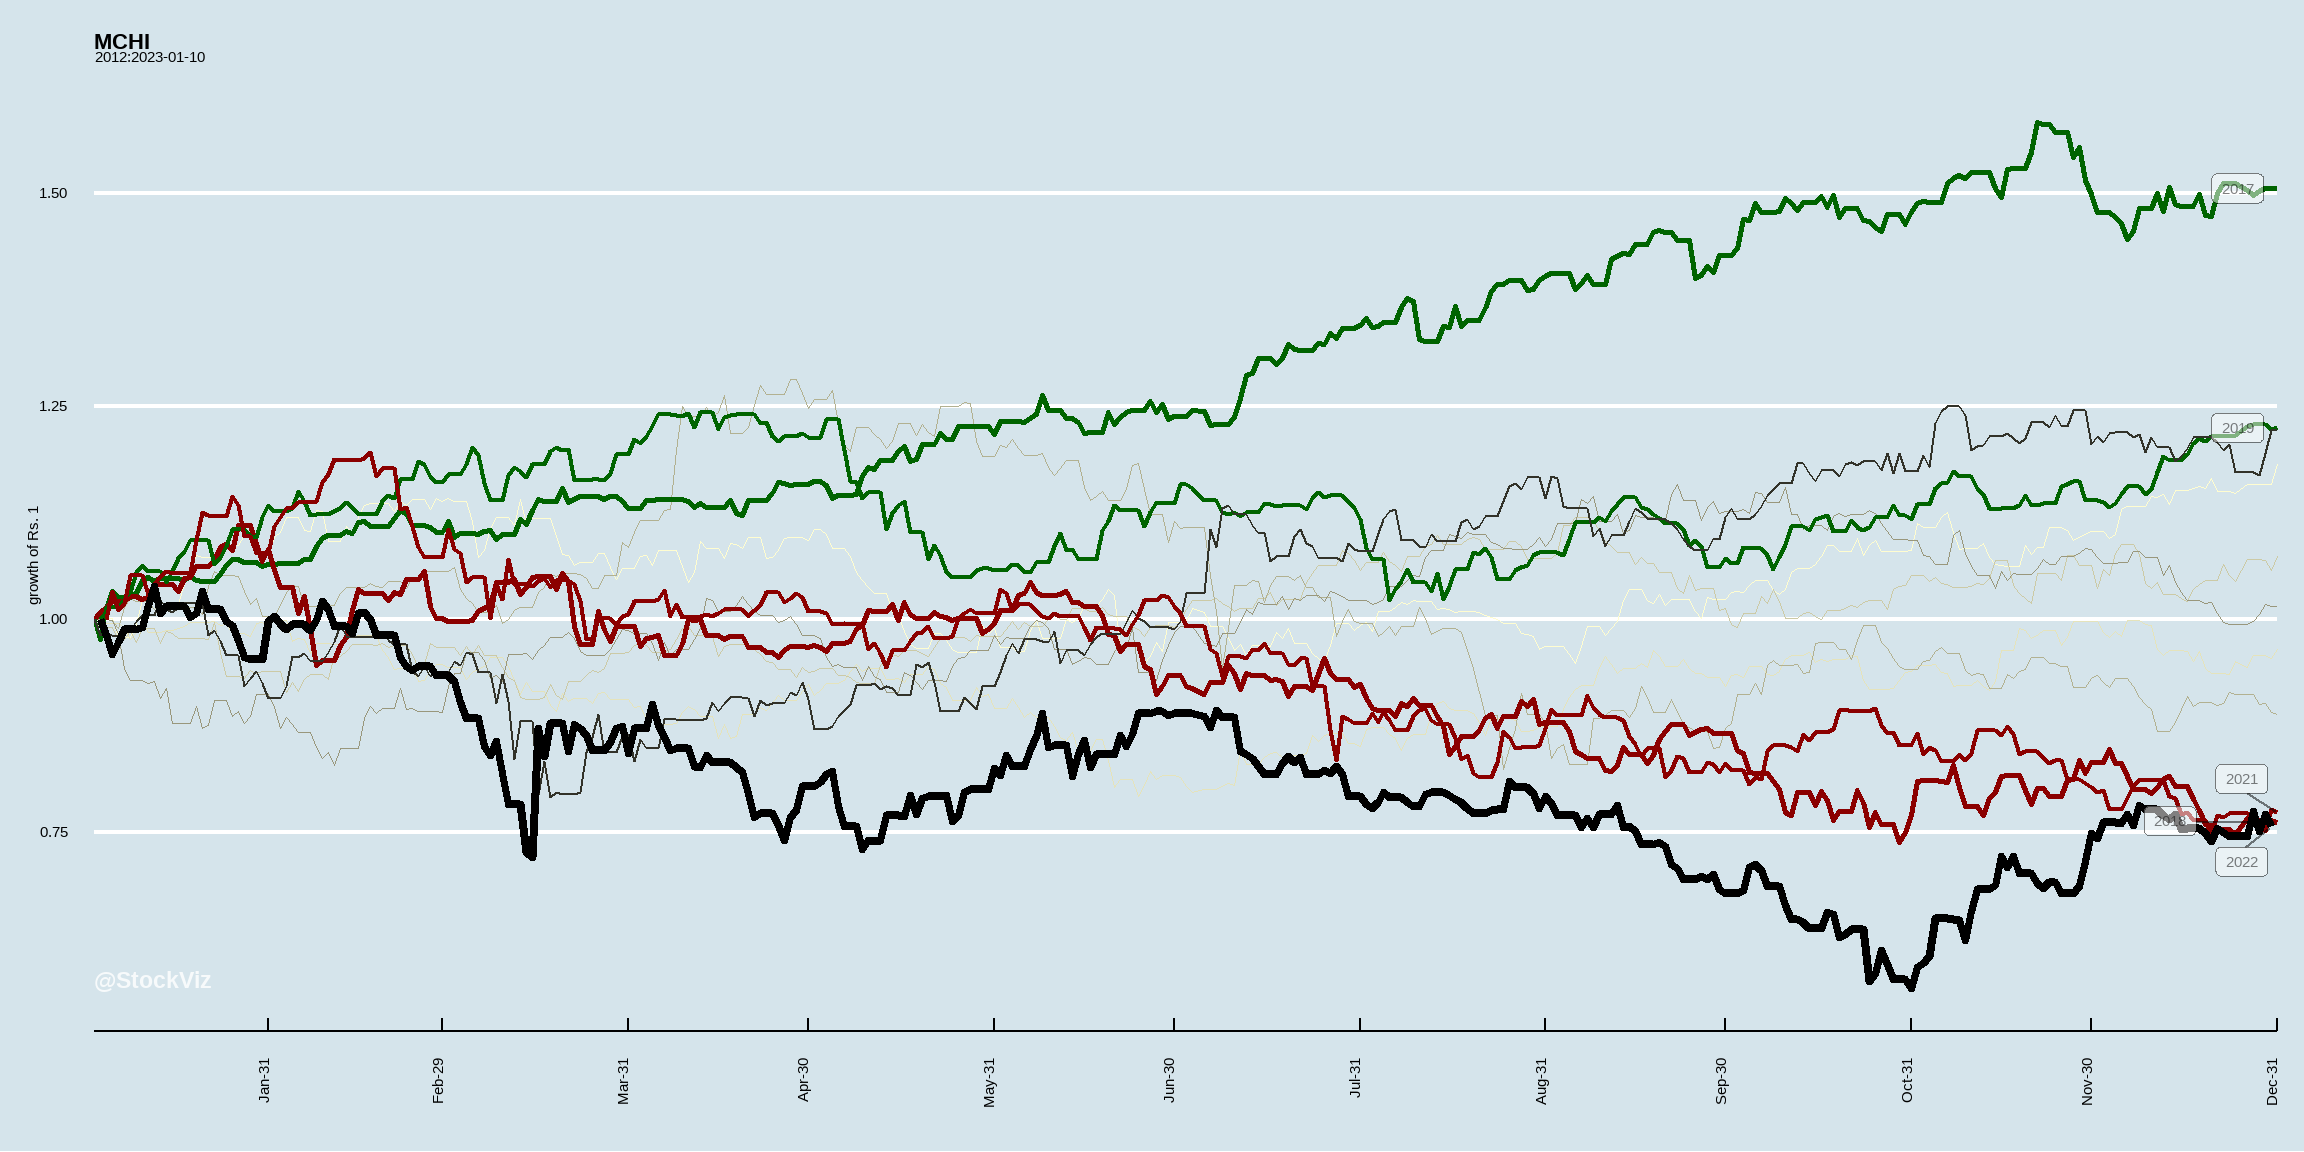 MCHI
2012:2023-01-10
growth of Rs. 1
1.50
1.25
1.00
0.75
2017
2019
2021
2018
2022
@StockViz
Jan-31
Feb-29
Mar-31
Apr-30
May-31
Jun-30
Jul-31
Aug-31
Sep-30
Oct-31
Nov-30
Dec-31